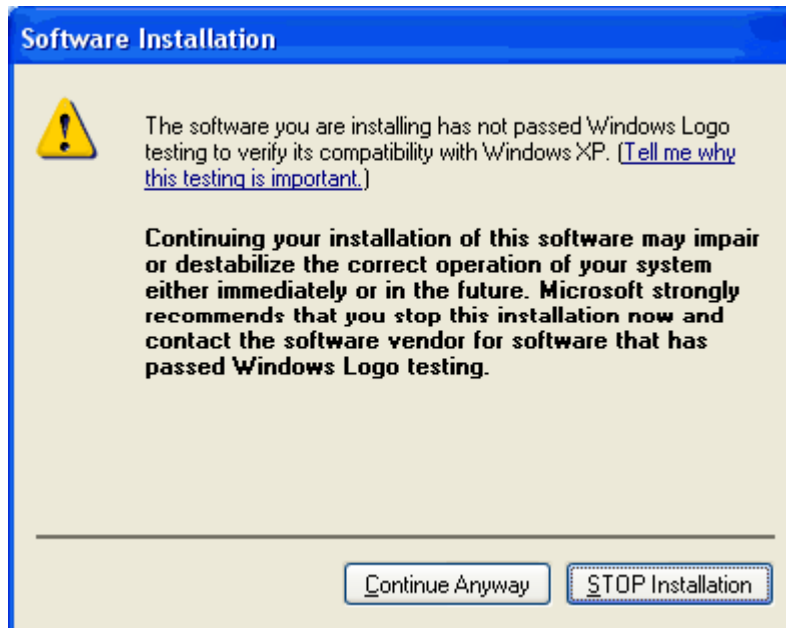 Software Installation
The software you are installing has not passed Windows Logo
testing to verify its compatibility with Windows XP. (Tell me why
this testing is important.)
Continuing your installation of this software may impair
or destabilize the correct operation of your system
either immediately or in the future. Microsoft strongly
recommends that you stop this installation now and
contact the software vendor for software that has
passed Windows Logo testing.
Continue Anyway
STOP Installation